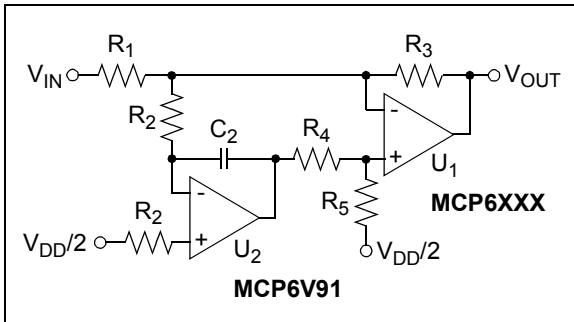 R1
R3
VIN
VOUT
R2
C2
R4
-
+
U1
-
+
U2
R5
MCP6XXX
R2
VDD/2
VDD/2
MCP6V91